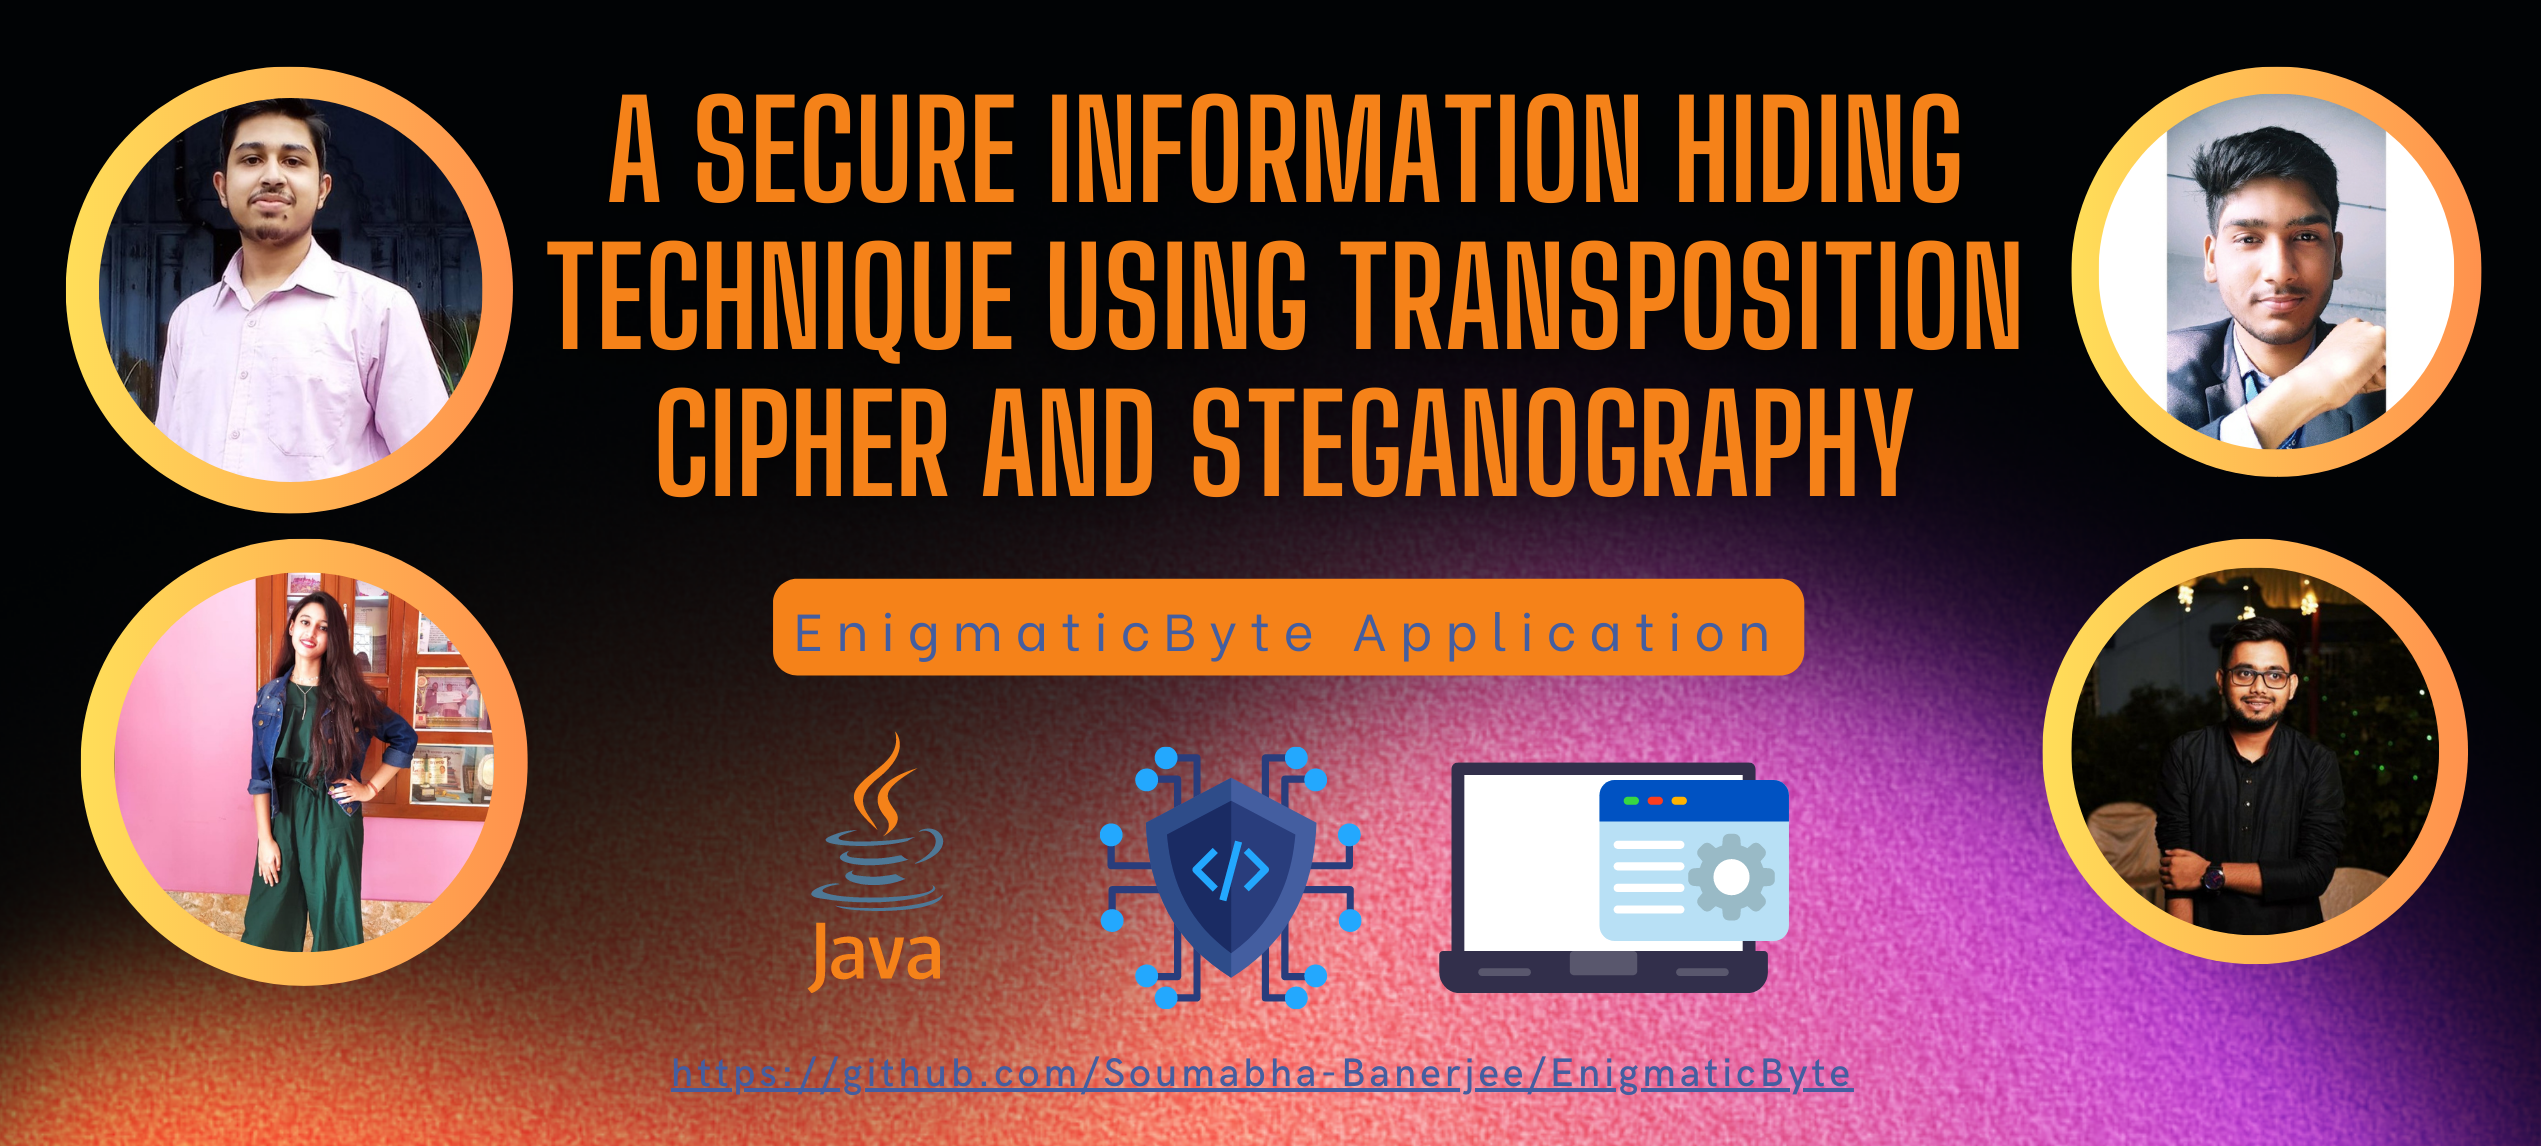 A SECURE INFORMATION HIDING
TECHNIQUE USING TRANSPOSITION
CIPHER AND STEGANOGRAPHY
EnigmaticByte Application
Java
https://github.com/Soumabha-Banerjee/EnigmaticByte